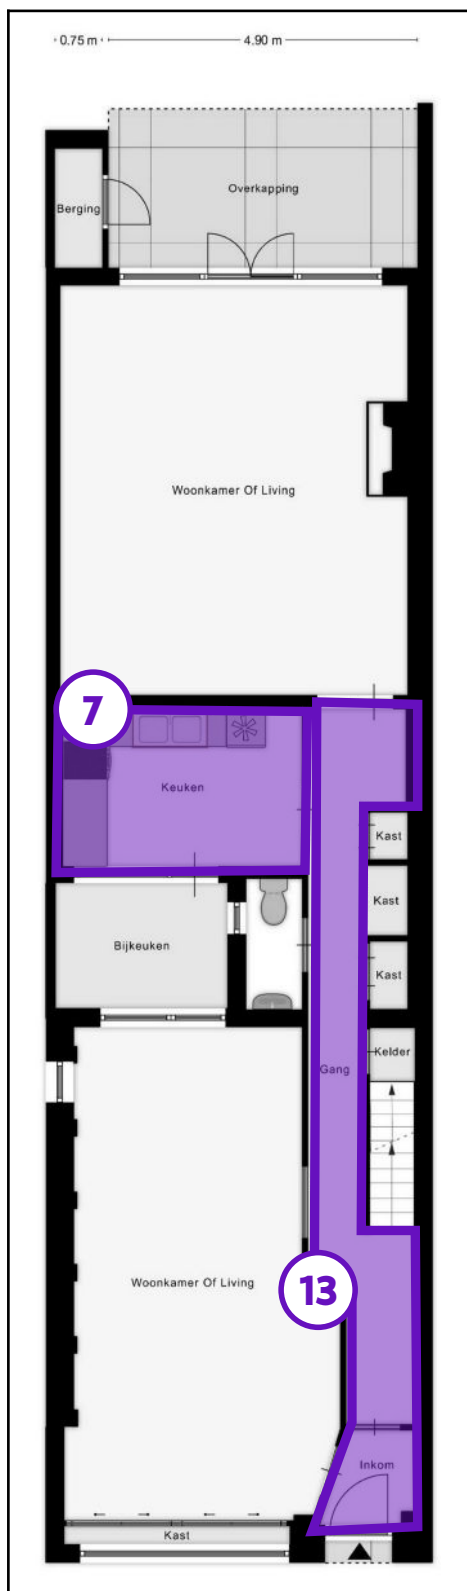 0.75 m
4.90 m
Overkapping
Berging
Woonkamer Of Living
7
Keuken
Kast
Kast
Bijkeuken
Kast
Kelder
Gang
Woonkamer Of Living
13
Inkom
Kast